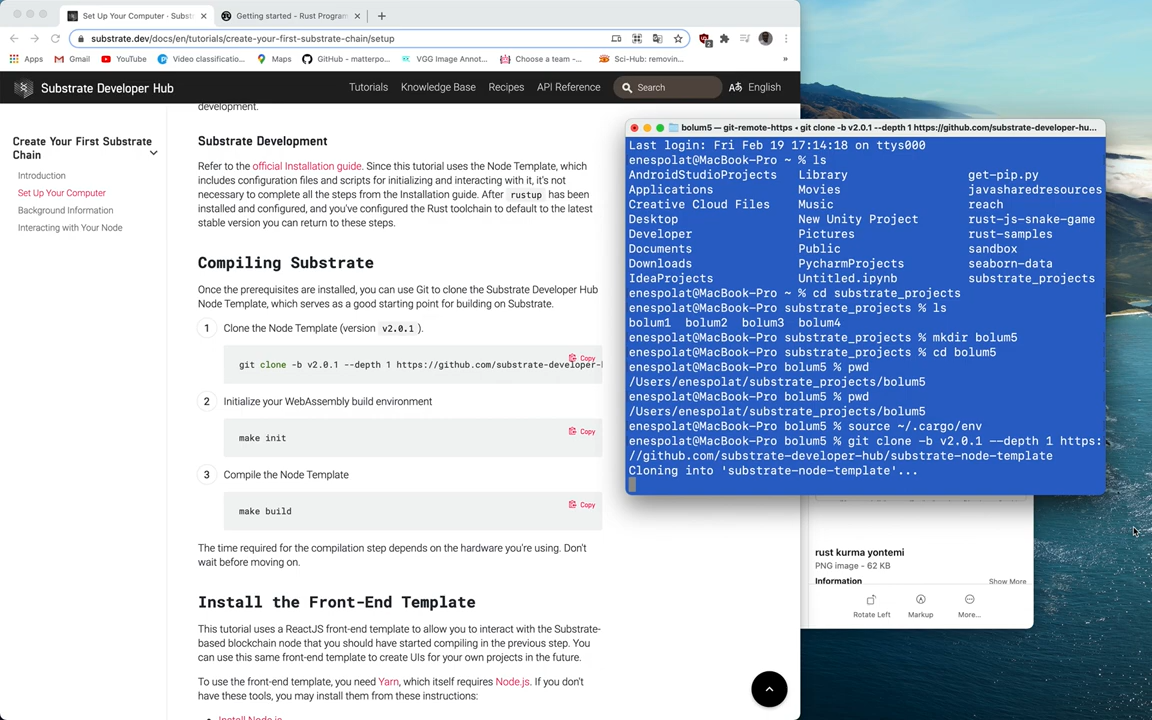 Set Up Your Computer · Subst
Getting started - Rust Program
substrate.dev/docs/en/tutorials/create-your-first-substrate-chain/setup
2
Apps
Gmail
YouTube
Video classificatio...
Maps
GitHub - matterpo...
VGG Image Annot...
Choose a team -...
Sci-Hub: removin...
»
Substrate Developer Hub
Tutorials
Knowledge Base
Recipes
API Reference
Search
English
development.
Create Your First Substrate
Chain
Introduction
Set Up Your Computer
Background Information
Interacting with Your Node
Substrate Development
Refer to the official Installation guide. Since this tutorial uses the Node Template, which
includes configuration files and scripts for initializing and interacting with it, it's not
necessary to complete all the steps from the Installation guide. After rustup has been
installed and configured, and you've configured the Rust toolchain to default to the latest
stable version you can return to these steps.
Compiling Substrate
Once the prerequisites are installed, you can use Git to clone the Substrate Developer Hub
Node Template, which serves as a good starting point for building on Substrate.
1 Clone the Node Template (version v2.0.1 ).
Copy
git clone -b v2.0.1 --depth 1 https://github.com/substrate-developer-
2 Initialize your WebAssembly build environment
Copy
make init
3 Compile the Node Template
Copy
make build
The time required for the compilation step depends on the hardware you're using. Don't
wait before moving on.
Install the Front-End Template
This tutorial uses a ReactJS front-end template to allow you to interact with the Substrate-
based blockchain node that you should have started compiling in the previous step. You
can use this same front-end template to create UIs for your own projects in the future.
To use the front-end template, you need Yarn, which itself requires Node.js. If you don't
have these tools, you may install them from these instructions:
Install Node.js
bolum5 — git-remote-https • git clone -b v2.0.1 --depth 1 https://github.com/substrate-developer-hu...
Last login: Fri Feb 19 17:14:18 on ttys000
enespolat@MacBook-Pro ~ % ls
AndroidStudioProjects Library get-pip.py
Applications Movies javasharedresources
Creative Cloud Files Music reach
Desktop New Unity Project rust-js-snake-game
Developer Pictures rust-samples
Documents Public sandbox
Downloads PycharmProjects seaborn-data
IdeaProjects Untitled.ipynb substrate_projects
enespolat@MacBook-Pro ~ % cd substrate_projects
enespolat@MacBook-Pro substrate_projects % ls
bolum1 bolum2 bolum3 bolum4
enespolat@MacBook-Pro substrate_projects % mkdir bolum5
enespolat@MacBook-Pro substrate_projects % cd bolum5
enespolat@MacBook-Pro bolum5 % pwd
/Users/enespolat/substrate_projects/bolum5
enespolat@MacBook-Pro bolum5 % pwd
/Users/enespolat/substrate_projects/bolum5
enespolat@MacBook-Pro bolum5 % source ~/.cargo/env
enespolat@MacBook-Pro bolum5 % git clone -b v2.0.1 --depth 1 https:
//github.com/substrate-developer-hub/substrate-node-template
Cloning into 'substrate-node-template'...
rust kurma yontemi
PNG image - 62 KB
Information
Show More
Rotate Left
Markup
More...